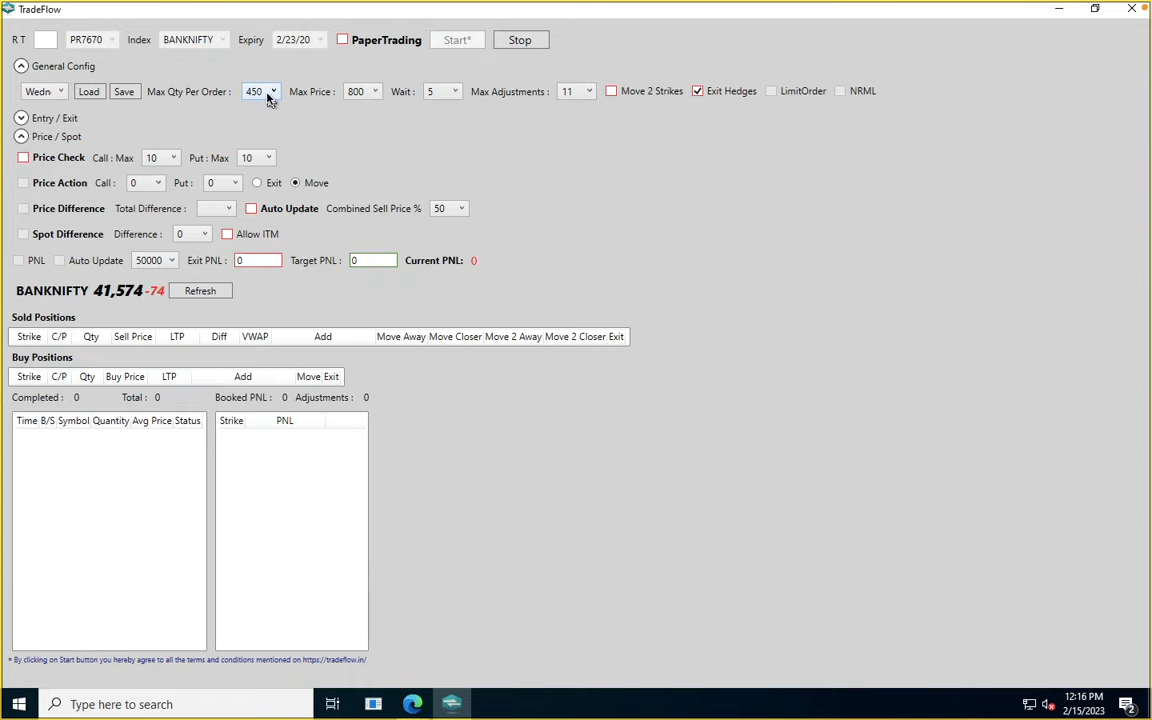 TradeFlow
R T PR7670 Index BANKNIFTY Expiry 2/23/20 PaperTrading Start* Stop
General Config
Wedn Load Save Max Qty Per Order : 450 Max Price : 800 Wait : 5 Max Adjustments : 11 Move 2 Strikes Exit Hedges LimitOrder NRML
Entry / Exit
Price / Spot
Price Check Call : Max 10 Put : Max 10
Price Action Call : 0 Put : 0 Exit Move
Price Difference Total Difference : Auto Update Combined Sell Price % 50
Spot Difference Difference : 0 Allow ITM
PNL Auto Update 50000 Exit PNL : 0 Target PNL : 0 Current PNL: 0
BANKNIFTY 41,574 -74 Refresh
Sold Positions
Strike C/P Qty Sell Price LTP Diff VWAP Add Move Away Move Closer Move 2 Away Move 2 Closer Exit
Buy Positions
Strike C/P Qty Buy Price LTP Add Move Exit
Completed : 0 Total : 0 Booked PNL : 0 Adjustments : 0
Time B/S Symbol Quantity Avg Price Status Strike PNL
* By clicking on Start button you hereby agree to all the terms and conditions mentioned on https://tradeflow.in/
Type here to search
12:16 PM
2/15/2023
2